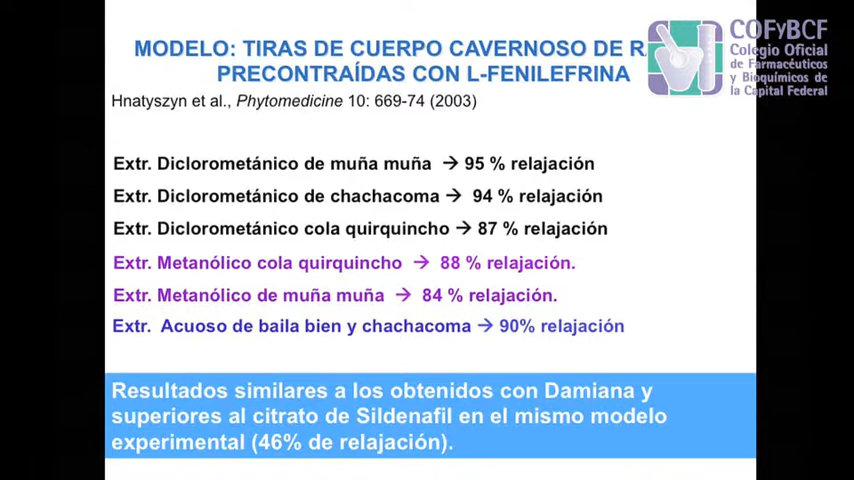 MODELO: TIRAS DE CUERPO CAVERNOSO DE
PRECONTRAÍDAS CON L-FENILEFRINA
Hnatyszyn et al., Phytomedicine 10: 669-74 (2003)
COFyBCF
Colegio Oficial
de Farmacéuticos
y Bioquímicos de
la Capital Federal
Extr. Diclorometánico de muña muña → 95 % relajación
Extr. Diclorometánico de chachacoma → 94 % relajación
Extr. Diclorometánico cola quirquincho → 87 % relajación
Extr. Metanólico cola quirquincho → 88 % relajación.
Extr. Metanólico de muña muña → 84 % relajación.
Extr. Acuoso de baila bien y chachacoma → 90% relajación
Resultados similares a los obtenidos con Damiana y
superiores al citrato de Sildenafil en el mismo modelo
experimental (46% de relajación).